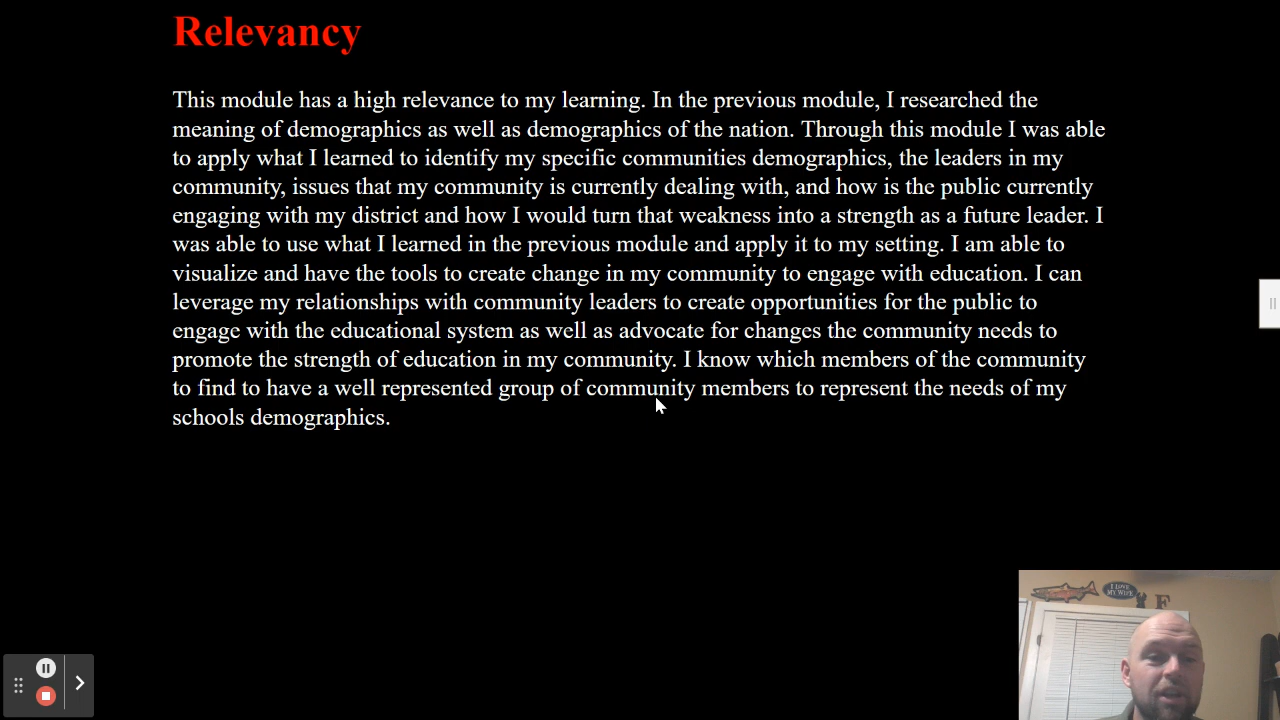 Relevancy
This module has a high relevance to my learning. In the previous module, I researched the
meaning of demographics as well as demographics of the nation. Through this module I was able
to apply what I learned to identify my specific communities demographics, the leaders in my
community, issues that my community is currently dealing with, and how is the public currently
engaging with my district and how I would turn that weakness into a strength as a future leader. I
was able to use what I learned in the previous module and apply it to my setting. I am able to
visualize and have the tools to create change in my community to engage with education. I can
leverage my relationships with community leaders to create opportunities for the public to
engage with the educational system as well as advocate for changes the community needs to
promote the strength of education in my community. I know which members of the community
to find to have a well represented group of community members to represent the needs of my
schools demographics.
I LOVE
MY WIFE
F